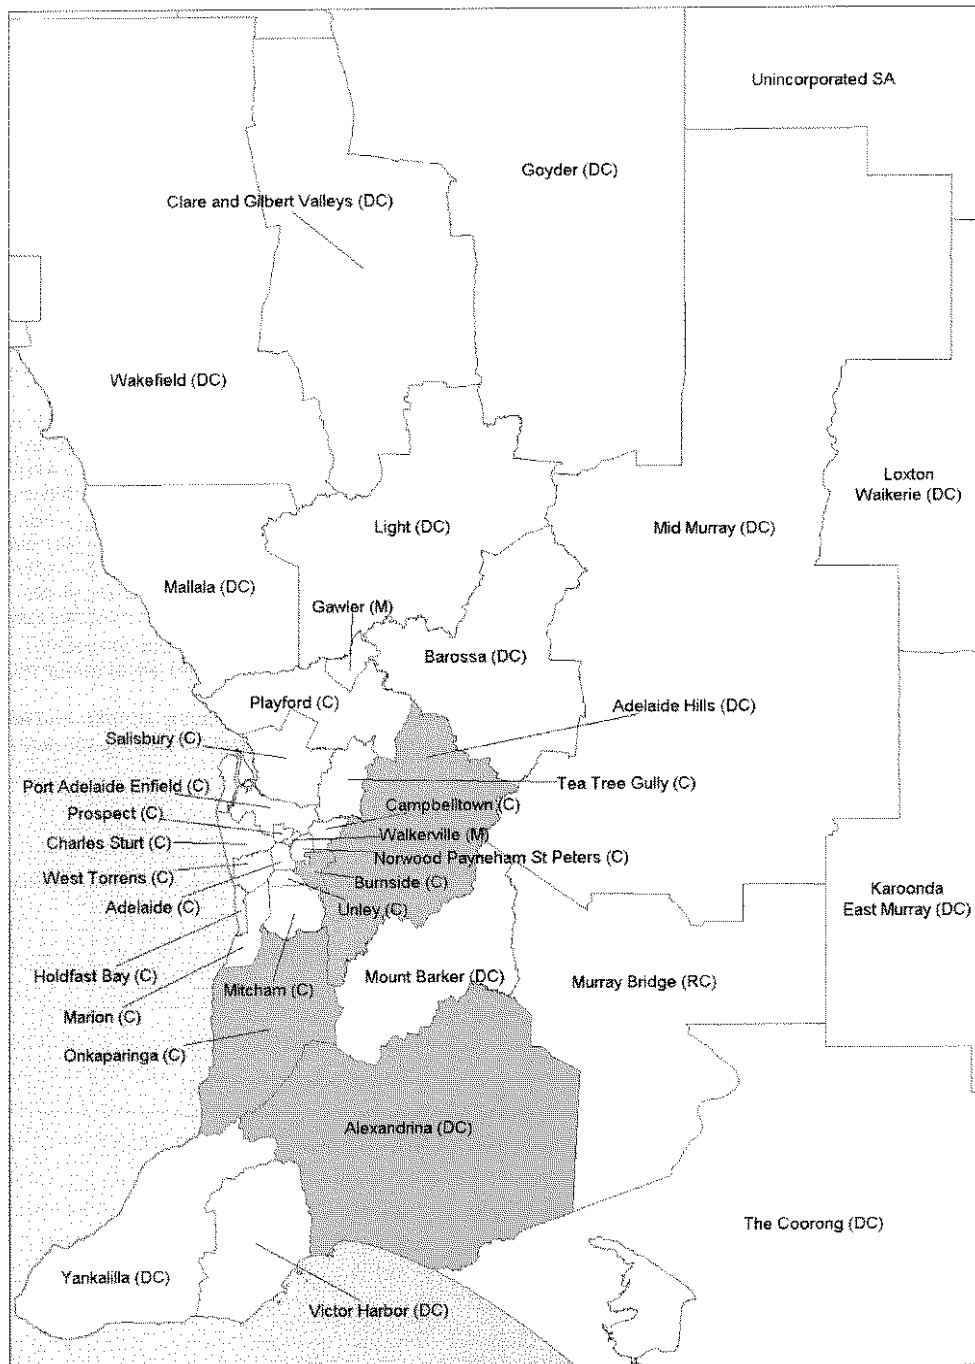 Unincorporated SA
Goyder (DC)
Clare and Gilbert Valleys (DC)
Wakefield (DC)
Loxton
Waikerie (DC)
Light (DC)
Mid Murray (DC)
Mallala (DC)
Gawler (M)
Barossa (DC)
Playford (C)
Adelaide Hills (DC)
Salisbury (C)
Port Adelaide Enfield (C)
Tea Tree Gully (C)
Campbelltown (C)
Prospect (C)
Walkerville (M)
Charles Sturt (C)
Norwood Payneham St Peters (C)
West Torrens (C)
Burnside (C)
Adelaide (C)
Unley (C)
Karoonda
East Murray (DC)
Holdfast Bay (C)
Mitcham (C)
Mount Barker (DC)
Murray Bridge (RC)
Marion (C)
Onkaparinga (C)
Alexandrina (DC)
The Coorong (DC)
Yankalilla (DC)
Victor Harbor (DC)